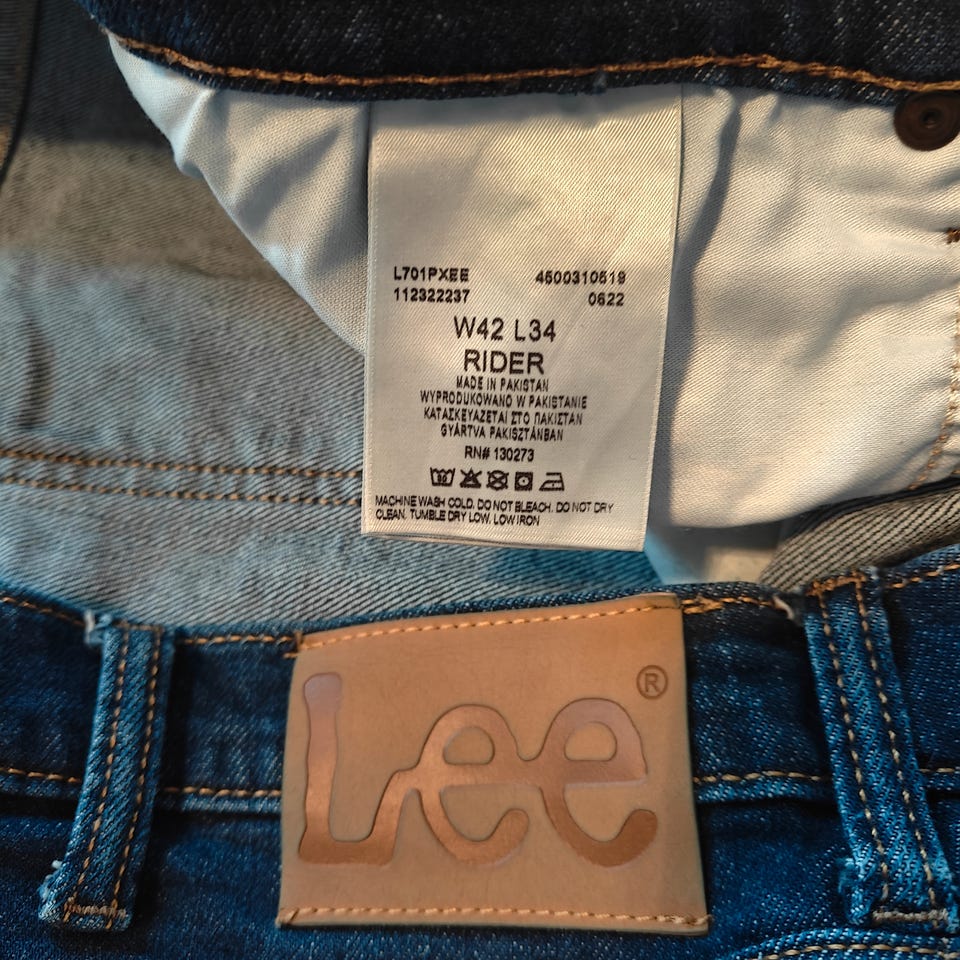 L701PXEE 4500310519
112322237 0622
W42 L34
RIDER
MADE IN PAKISTAN
WYPRODUKOWANO W PAKISTANIE
ΚΑΤΑΣΚΕΥΑΖΕΤΑΙ ΣΤΟ ΠΑΚΙΣΤΑΝ
GYÁRTVA PAKISZTÁNBAN
RN# 130273
MACHINE WASH COLD. DO NOT BLEACH. DO NOT DRY
CLEAN. TUMBLE DRY LOW. LOW IRON
Lee ®